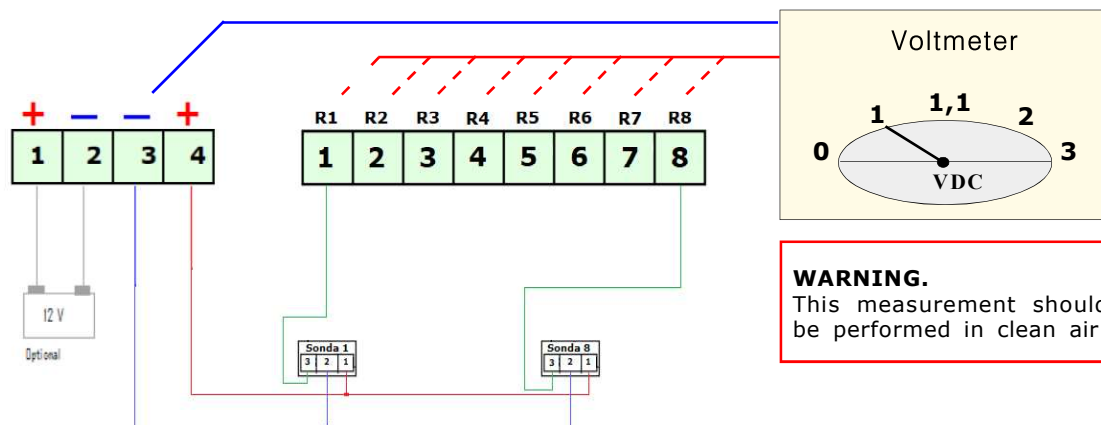 Voltmeter
0 1 1,1 2 3
VDC
+ − − +
1 2 3 4
R1 R2 R3 R4 R5 R6 R7 R8
1 2 3 4 5 6 7 8
WARNING.
This measurement should
be performed in clean air
12 V
Optional
Sonda 1
3 2 1
Sonda 8
3 2 1